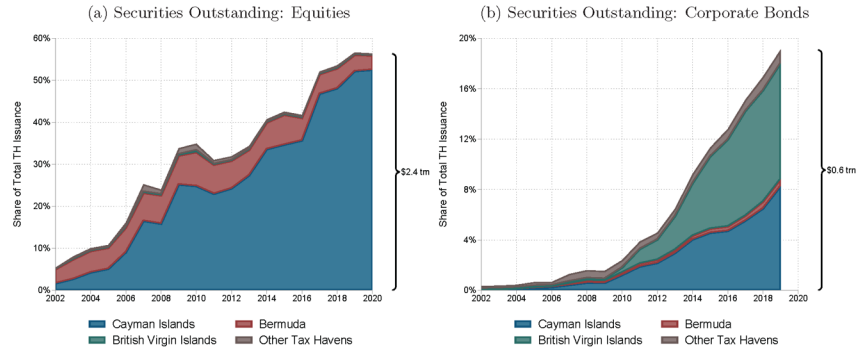 (a) Securities Outstanding: Equities
60%
50%
40%
30%
20%
10%
0%
Share of Total TH Issuance
2002 2004 2006 2008 2010 2012 2014 2016 2018 2020
$2.4 trn
Cayman Islands Bermuda
British Virgin Islands Other Tax Havens
(b) Securities Outstanding: Corporate Bonds
20%
16%
12%
8%
4%
0%
Share of Total TH Issuance
2002 2004 2006 2008 2010 2012 2014 2016 2018 2020
$0.6 trn
Cayman Islands Bermuda
British Virgin Islands Other Tax Havens